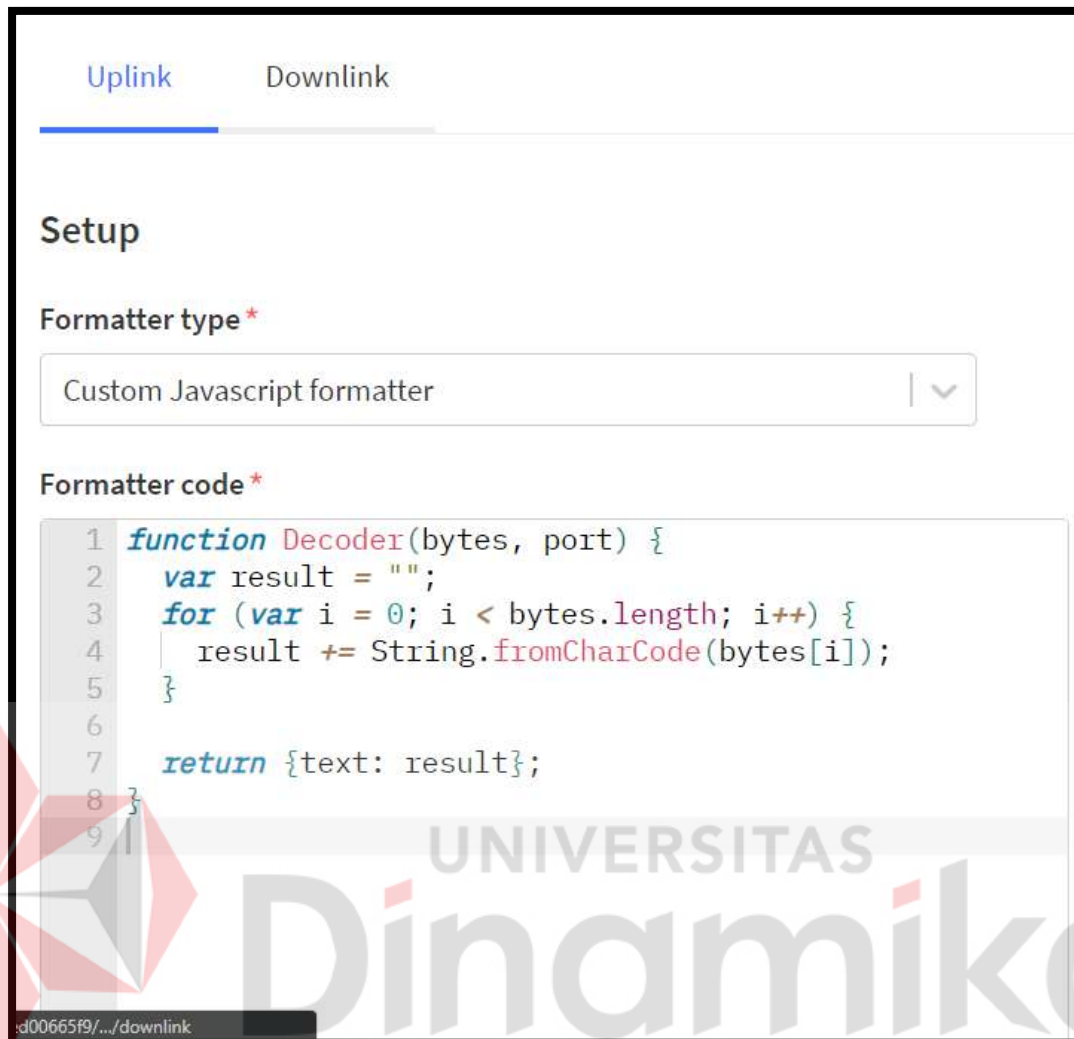 Uplink Downlink
Setup
Formatter type *
Custom Javascript formatter
Formatter code *
1 function Decoder(bytes, port) {
2 var result = "";
3 for (var i = 0; i < bytes.length; i++) {
4 result += String.fromCharCode(bytes[i]);
5 }
6
7 return {text: result};
8 }
9
UNIVERSITAS
Dinamika
d00665f9/.../downlink